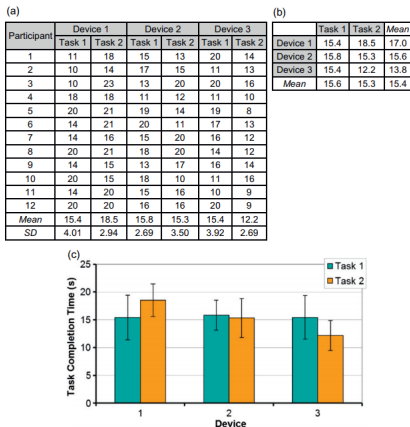 (a)
Participant Device 1 Device 2 Device 3
Task 1 Task 2 Task 1 Task 2 Task 1 Task 2
1 11 18 15 13 20 14
2 10 14 17 15 11 13
3 10 23 13 20 20 16
4 18 18 11 12 11 10
5 20 21 19 14 19 8
6 14 21 20 11 17 13
7 14 16 15 20 16 12
8 20 21 18 20 14 12
9 14 15 13 17 16 14
10 20 15 18 10 11 16
11 14 20 15 16 10 9
12 20 20 16 16 20 9
Mean 15.4 18.5 15.8 15.3 15.4 12.2
SD 4.01 2.94 2.69 3.50 3.92 2.69
(b)
Task 1 Task 2 Mean
Device 1 15.4 18.5 17.0
Device 2 15.8 15.3 15.6
Device 3 15.4 12.2 13.8
Mean 15.6 15.3 15.4
(c)
Task 1
Task 2
Task Completion Time (s)
25
20
15
10
5
0
1 2 3
Device